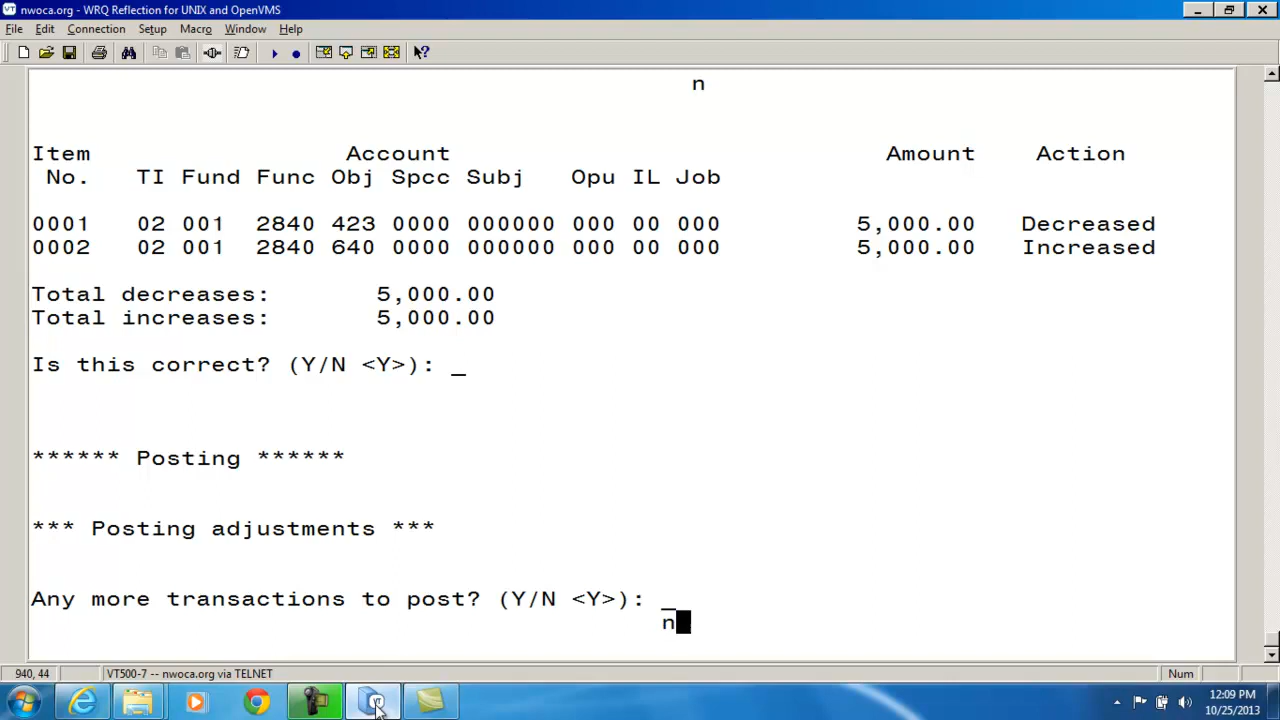 nwoca.org - WRQ Reflection for UNIX and OpenVMS
File Edit Connection Setup Macro Window Help
n
Item Account Amount Action
No. TI Fund Func Obj Spcc Subj Opu IL Job
0001 02 001 2840 423 0000 000000 000 00 000 5,000.00 Decreased
0002 02 001 2840 640 0000 000000 000 00 000 5,000.00 Increased
Total decreases: 5,000.00
Total increases: 5,000.00
Is this correct? (Y/N <Y>): _
****** Posting ******
*** Posting adjustments ***
Any more transactions to post? (Y/N <Y>): _
n
940, 44 VT500-7 -- nwoca.org via TELNET Num
12:09 PM
10/25/2013